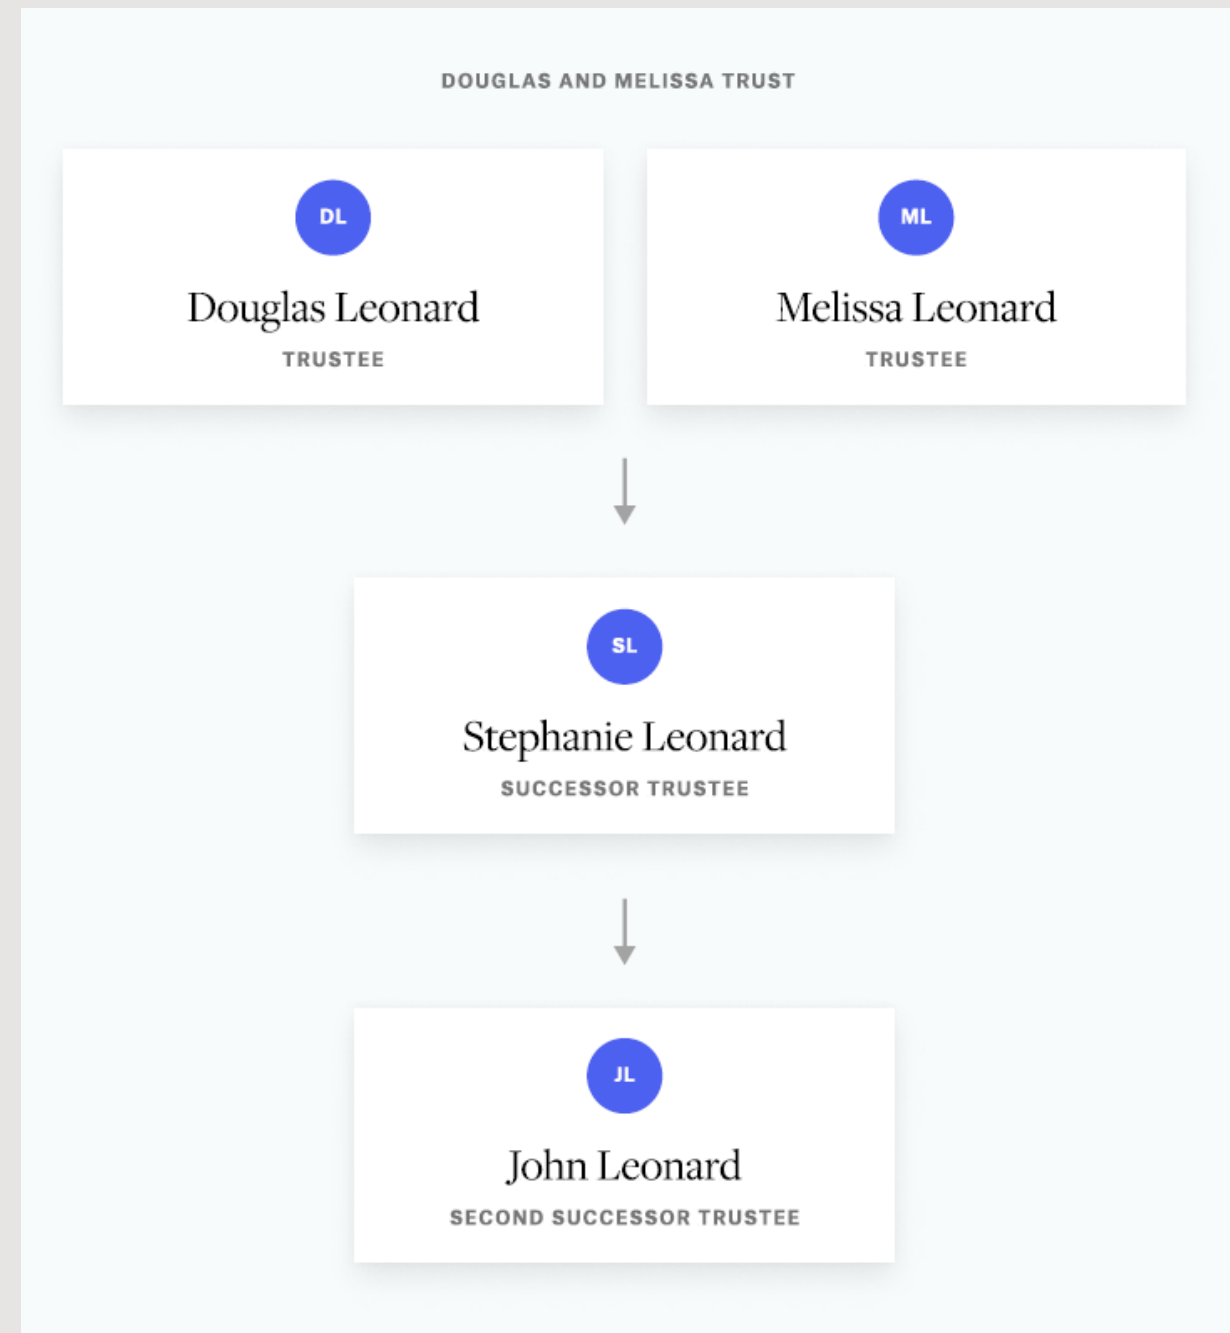 DOUGLAS AND MELISSA TRUST
DL
Douglas Leonard
TRUSTEE
ML
Melissa Leonard
TRUSTEE
SL
Stephanie Leonard
SUCCESSOR TRUSTEE
JL
John Leonard
SECOND SUCCESSOR TRUSTEE